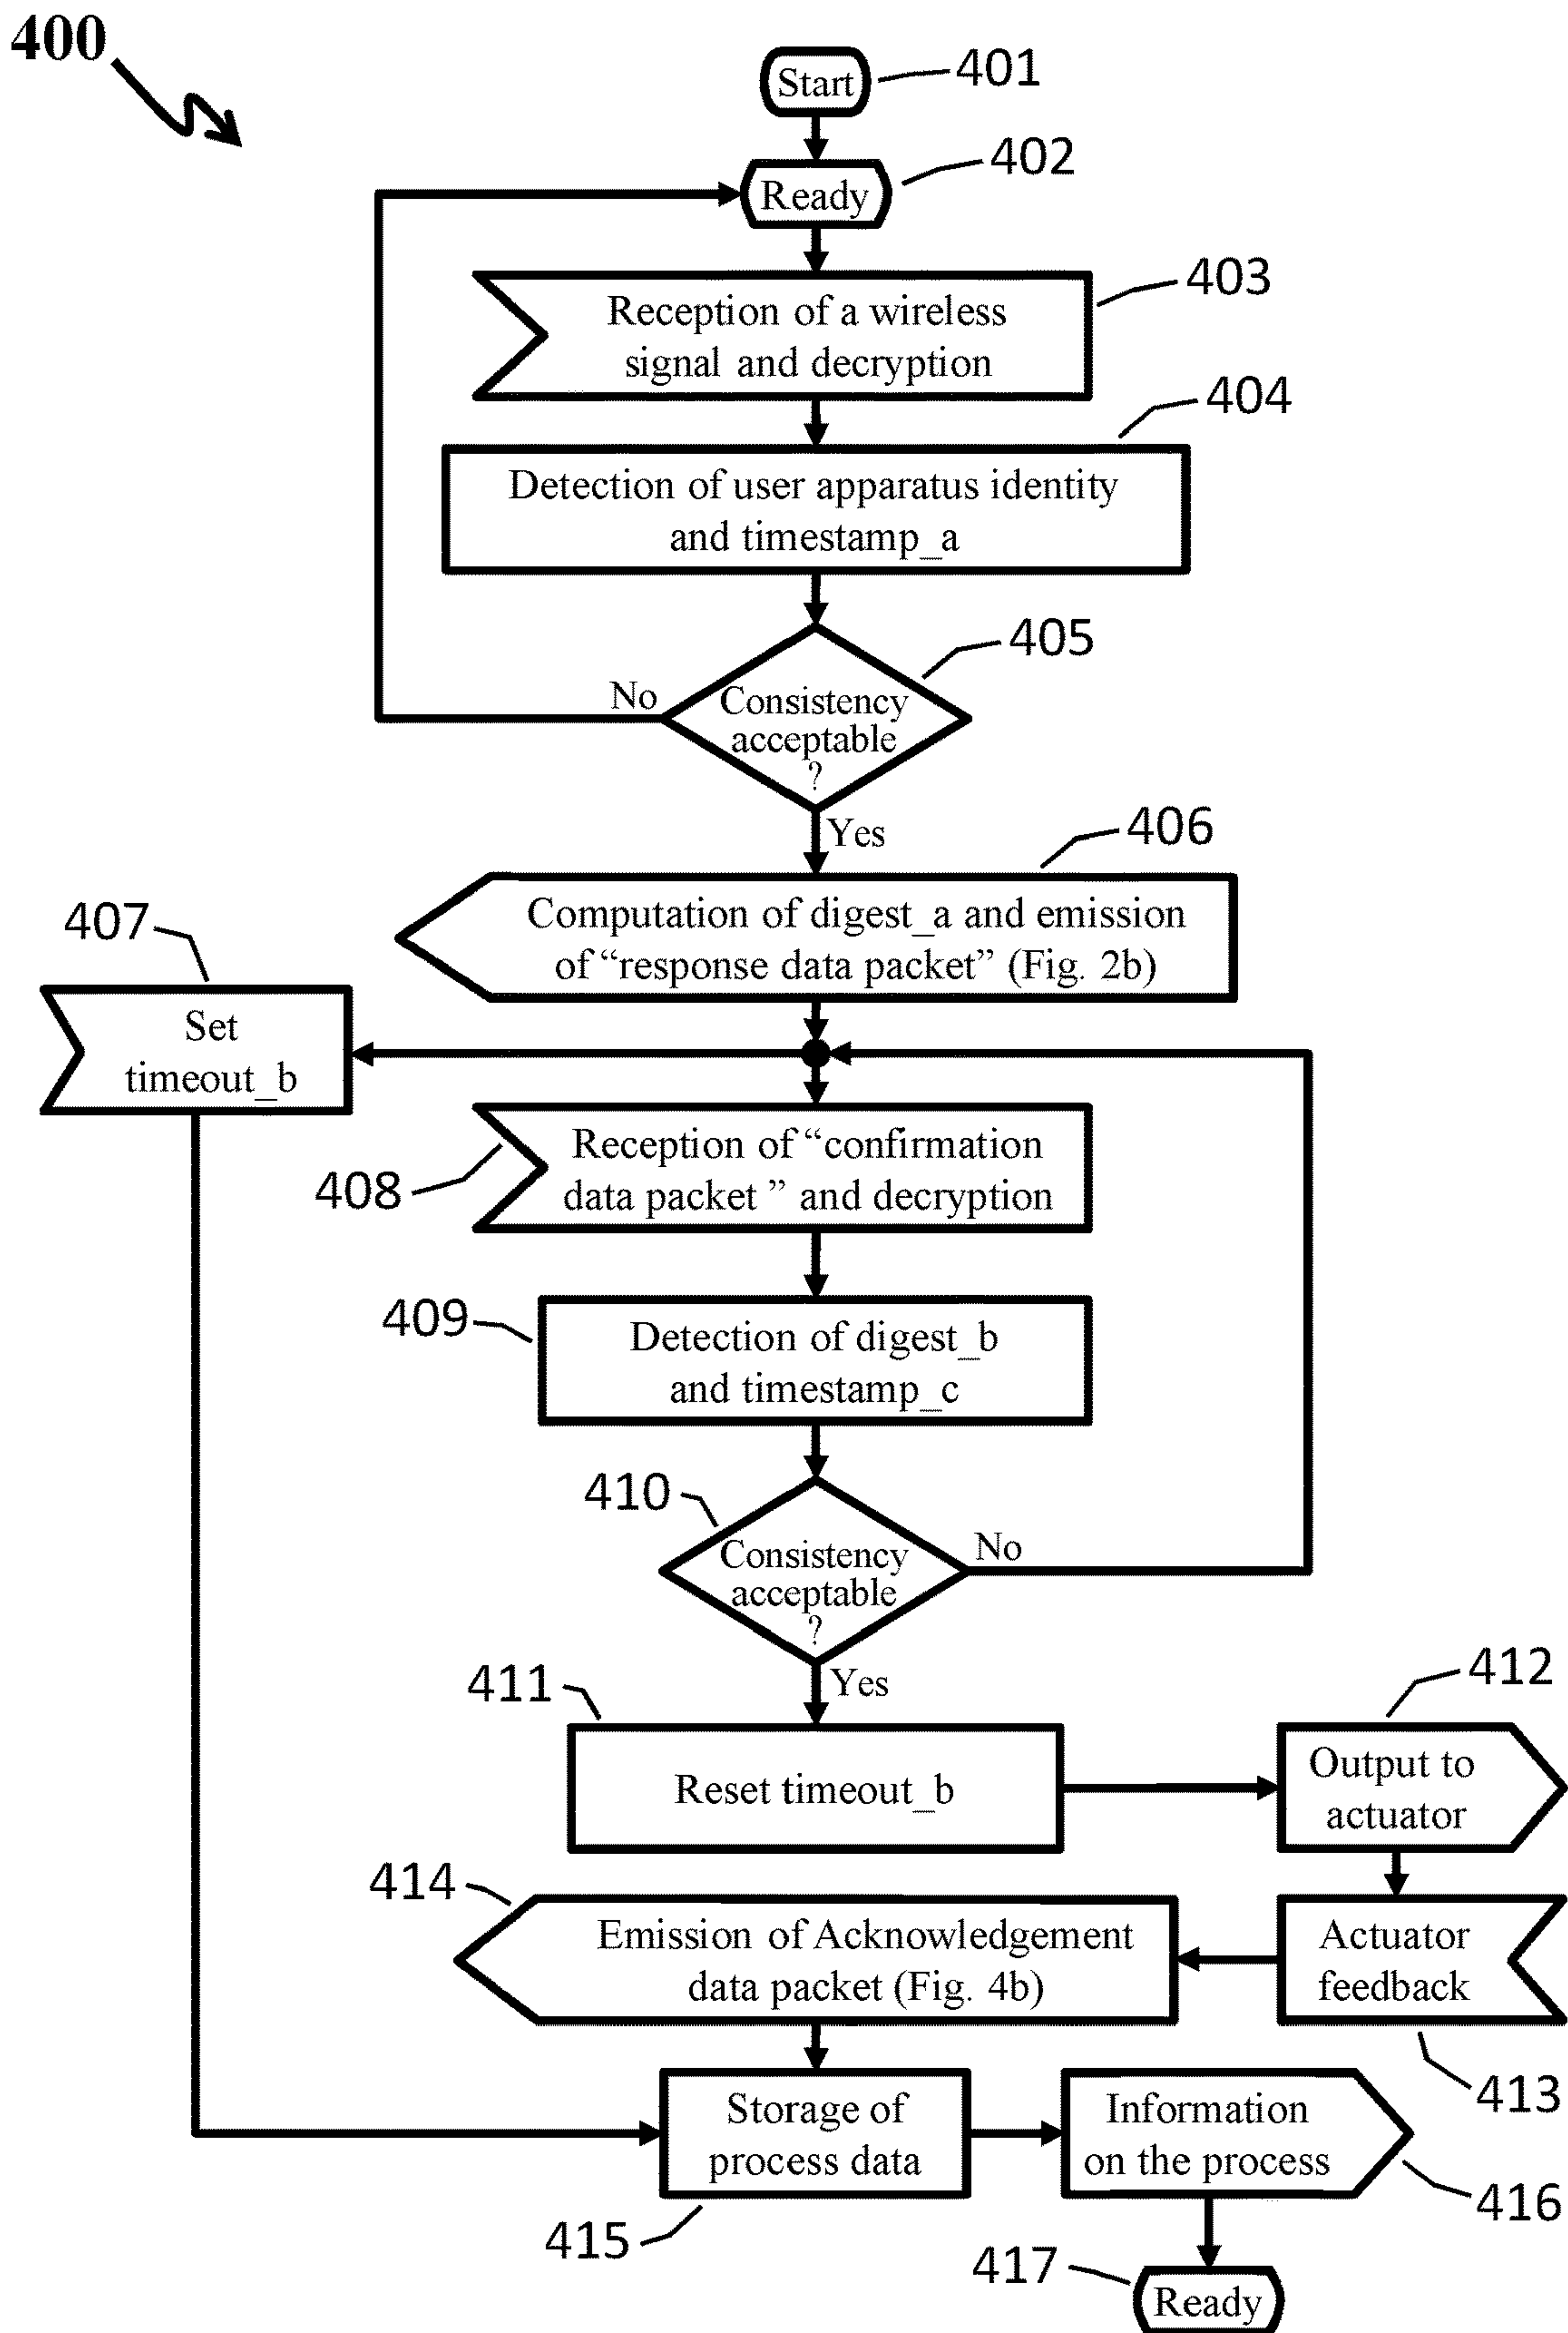 400
Start
401
Ready
402
Reception of a wireless
signal and decryption
403
404
Detection of user apparatus identity
and timestamp_a
405
No
Consistency
acceptable
?
Yes
406
Computation of digest_a and emission
of “response data packet” (Fig. 2b)
407
Set
timeout_b
Reception of “confirmation
data packet ” and decryption
408
409
Detection of digest_b
and timestamp_c
410
Consistency
acceptable
?
No
Yes
411
412
Reset timeout_b
Output to
actuator
414
Emission of Acknowledgement
data packet (Fig. 4b)
Actuator
feedback
413
Storage of
process data
Information
on the process
415
416
417
Ready